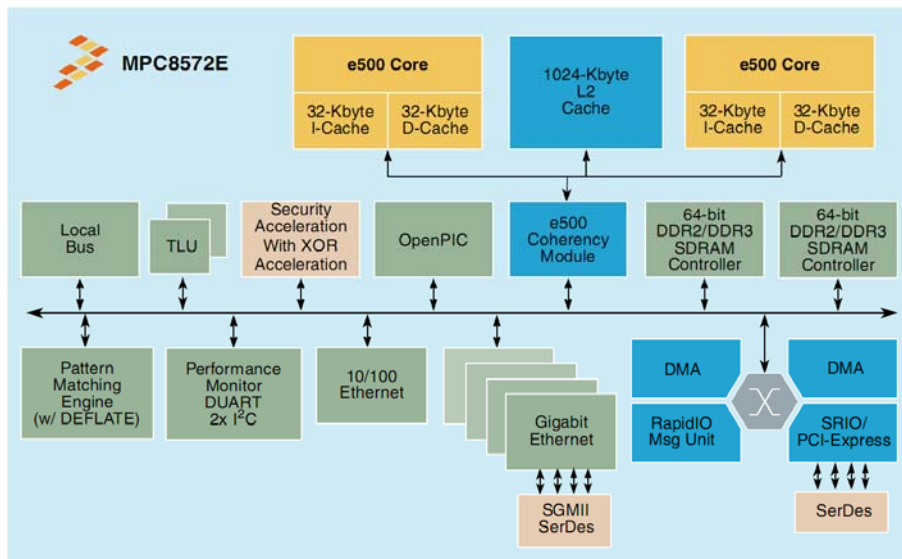 MPC8572E
e500 Core
32-Kbyte
I-Cache
32-Kbyte
D-Cache
1024-Kbyte
L2
Cache
e500 Core
32-Kbyte
I-Cache
32-Kbyte
D-Cache
Local
Bus
TLU
Security
Acceleration
With XOR
Acceleration
OpenPIC
e500
Coherency
Module
64-bit
DDR2/DDR3
SDRAM
Controller
64-bit
DDR2/DDR3
SDRAM
Controller
Pattern
Matching
Engine
(w/ DEFLATE)
Performance
Monitor
DUART
2x I²C
10/100
Ethernet
Gigabit
Ethernet
SGMII
SerDes
DMA
DMA
RapidIO
Msg Unit
SRIO/
PCI-Express
SerDes